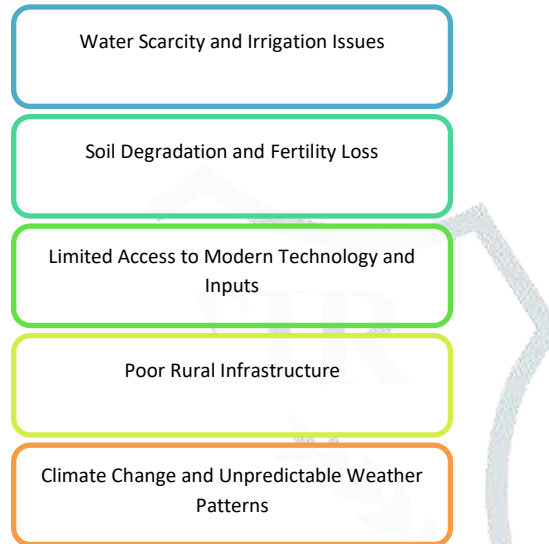 Water Scarcity and Irrigation Issues
Soil Degradation and Fertility Loss
Limited Access to Modern Technology and
Inputs
Poor Rural Infrastructure
Climate Change and Unpredictable Weather
Patterns